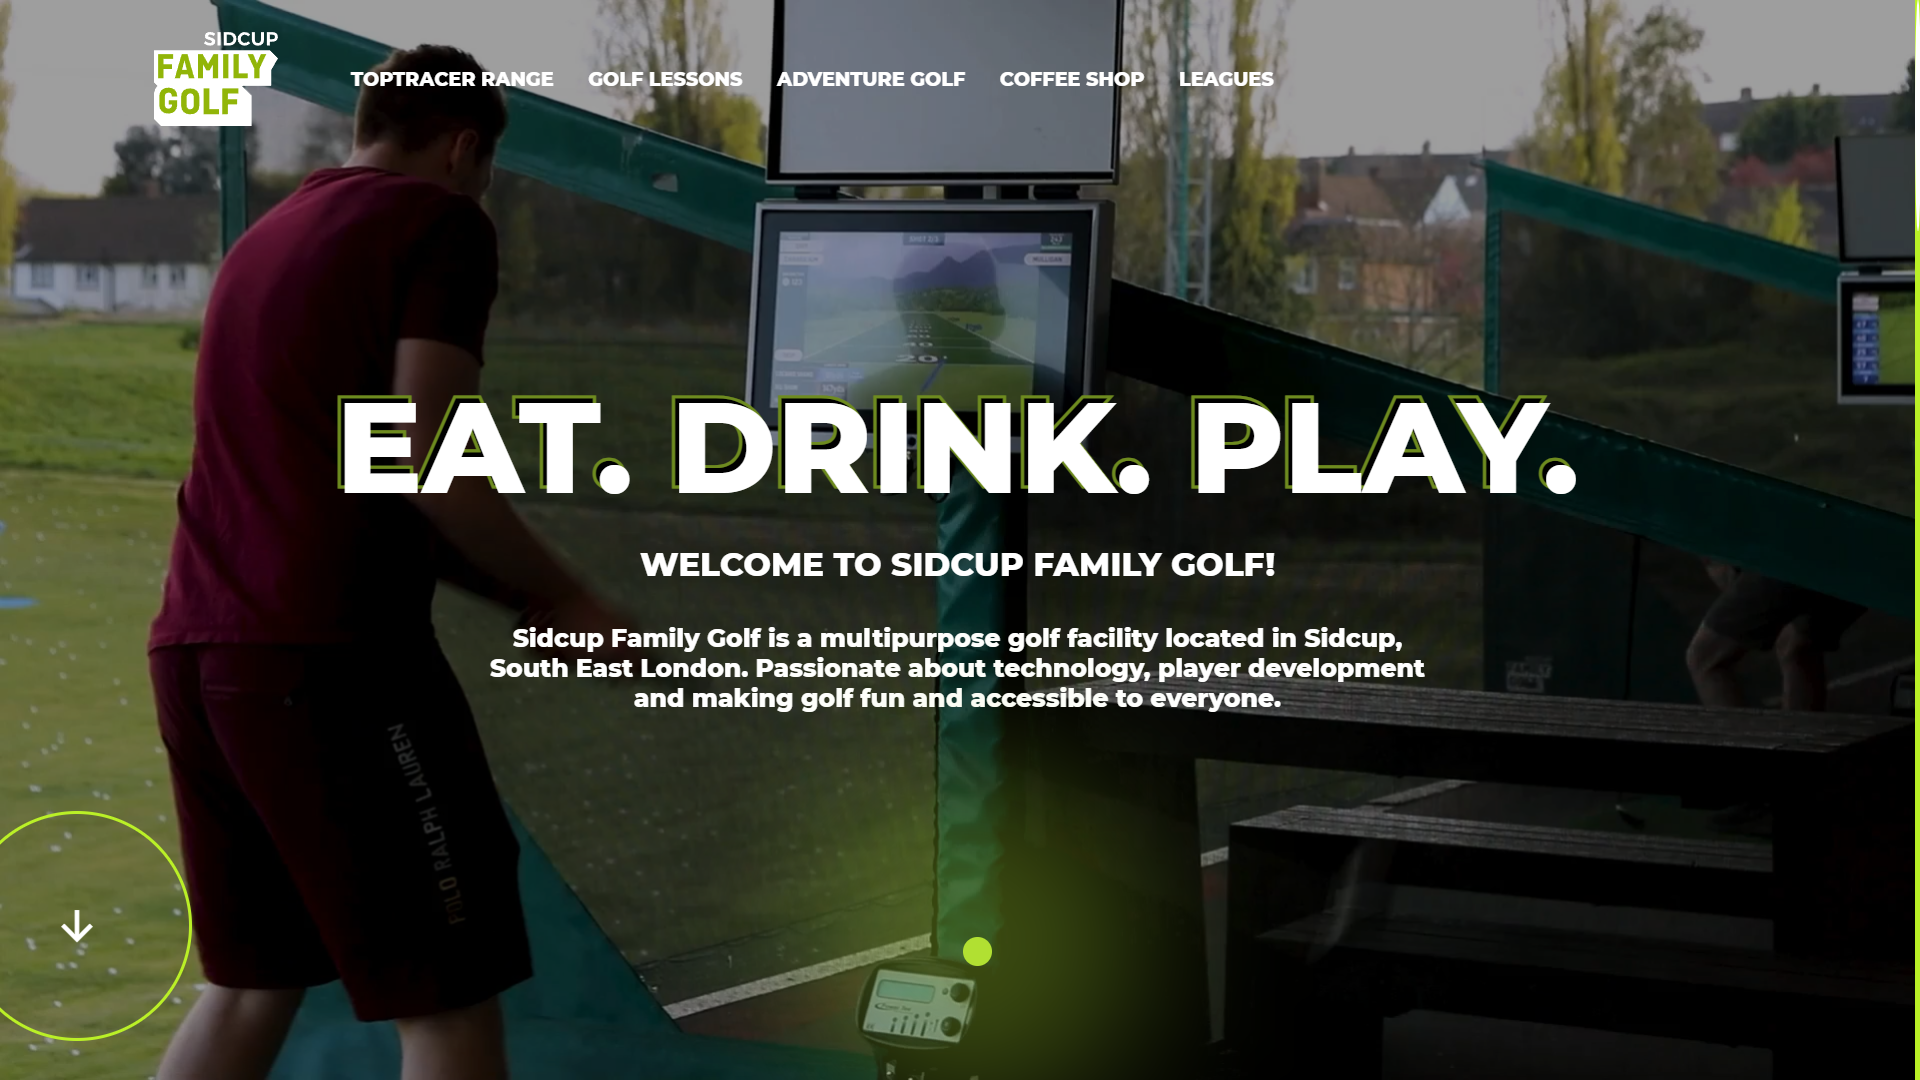 SIDCUP
FAMILY
GOLF
TOPTRACER RANGE
GOLF LESSONS
ADVENTURE GOLF
COFFEE SHOP
LEAGUES
MULLIGAN
20
EAT. DRINK. PLAY.
WELCOME TO SIDCUP FAMILY GOLF!
Sidcup Family Golf is a multipurpose golf facility located in Sidcup,
South East London. Passionate about technology, player development
and making golf fun and accessible to everyone.
POLO RALPH LAUREN